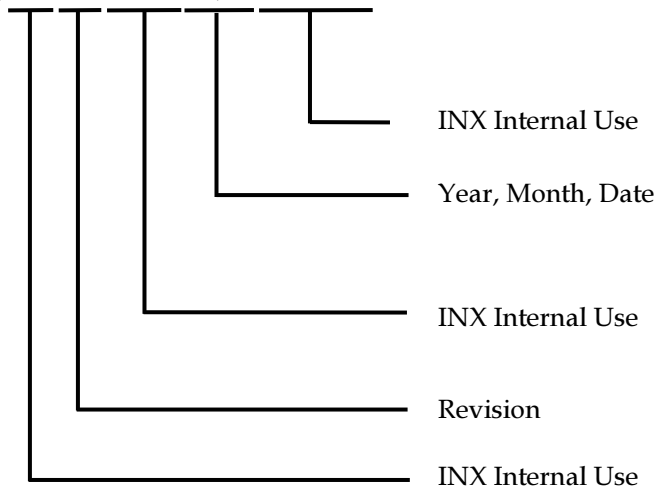 INX Internal Use
Year, Month, Date
INX Internal Use
Revision
INX Internal Use